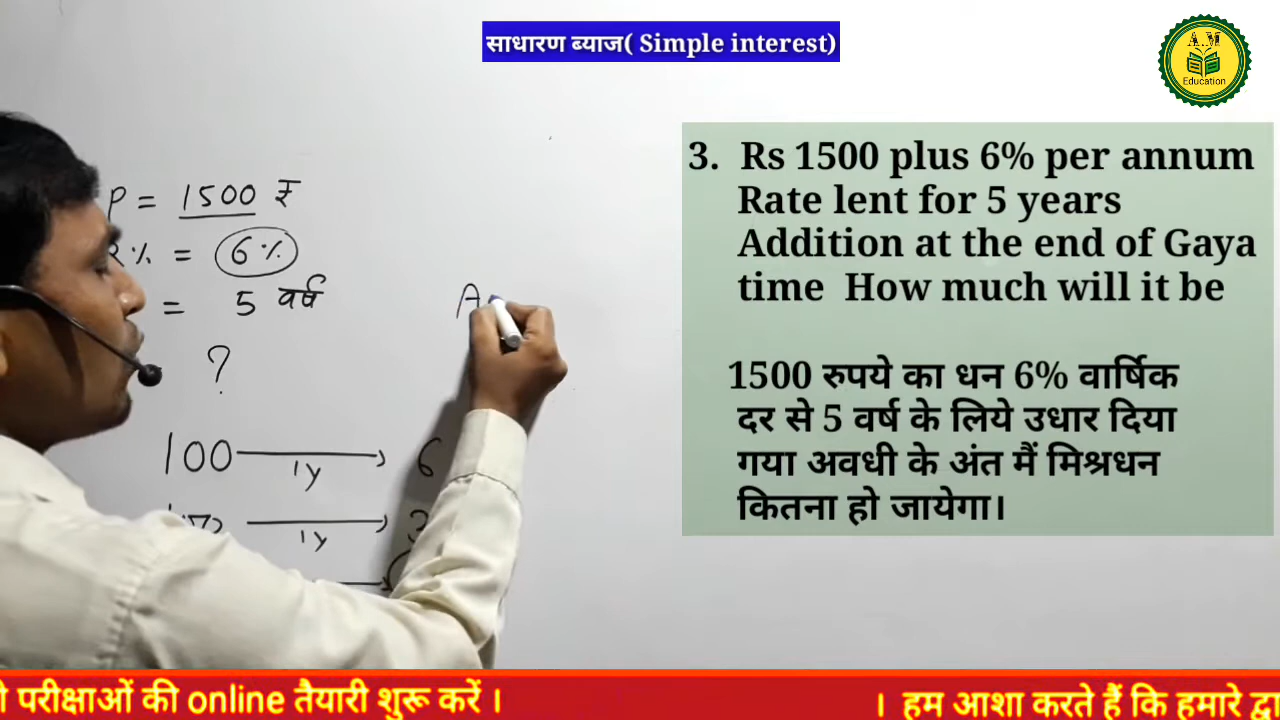 साधारण ब्याज( Simple interest)
A M
Education
P = 1500 ₹
R% = 6%
= 5 वर्ष
?
100 → 6
1y
1y
A
3. Rs 1500 plus 6% per annum
Rate lent for 5 years
Addition at the end of Gaya
time How much will it be
1500 रुपये का धन 6% वार्षिक
दर से 5 वर्ष के लिये उधार दिया
गया अवधी के अंत मैं मिश्रधन
कितना हो जायेगा।
परीक्षाओं की online तैयारी शुरू करें ।
। हम आशा करते हैं कि हमारे